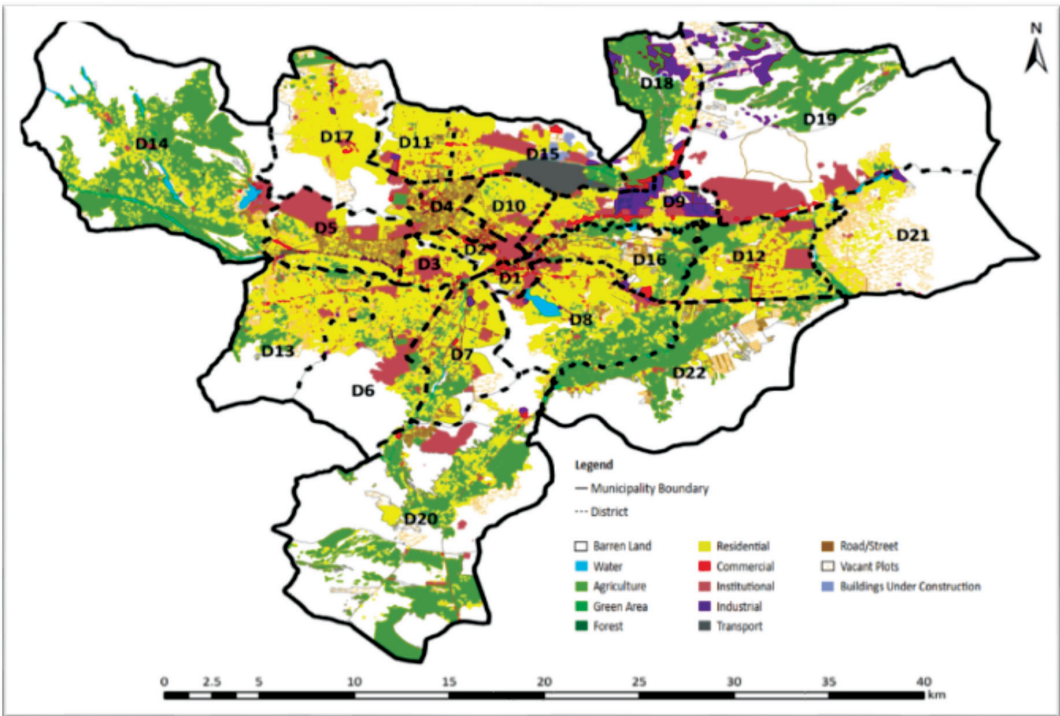 N
D18
D19
D14
D17
D11
D15
D4
D10
D9
D5
D2
D21
D3
D16
D12
D1
D8
D13
D7
D22
D6
D20
Legend
Municipality Boundary
District
Barren Land
Water
Agriculture
Green Area
Forest
Residential
Commercial
Institutional
Industrial
Transport
Road/Street
Vacant Plots
Buildings Under Construction
0 2.5 5 10 15 20 25 30 35 40
km